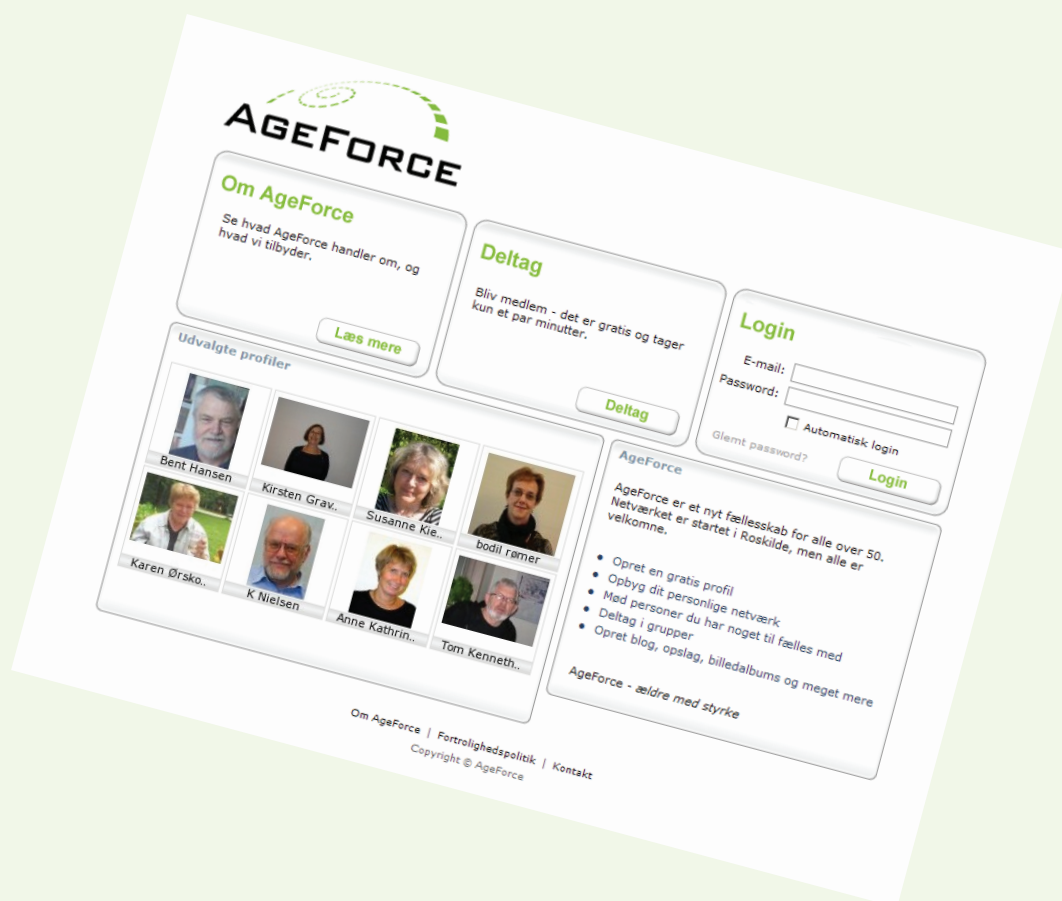 AGEFORCE
Om AgeForce
Se hvad AgeForce handler om, og
hvad vi tilbyder.
Læs mere
Deltag
Bliv medlem - det er gratis og tager
kun et par minutter.
Deltag
Login
E-mail:
Password:
Automatisk login
Glemt password?
Login
Udvalgte profiler
Bent Hansen
Kirsten Grav..
Susanne Kie..
bodil rømer
Karen Ørsko..
K Nielsen
Anne Kathrin..
Tom Kenneth..
AgeForce
AgeForce er et nyt fællesskab for alle over 50.
Netværket er startet i Roskilde, men alle er
velkomne.
• Opret en gratis profil
• Opbyg dit personlige netværk
• Mød personer du har noget til fælles med
• Deltag i grupper
• Opret blog, opslag, billedalbums og meget mere
AgeForce - ældre med styrke
Om AgeForce | Fortrolighedspolitik | Kontakt
Copyright © AgeForce